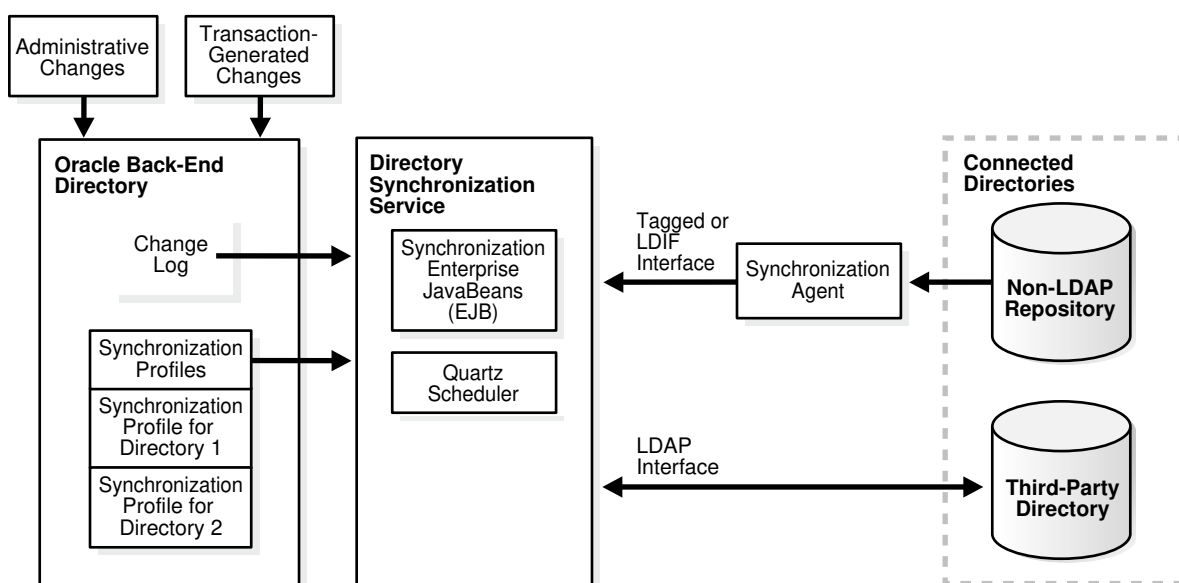 Administrative
Changes
Transaction-
Generated
Changes
Oracle Back-End
Directory
Change
Log
Synchronization
Profiles
Synchronization
Profile for
Directory 1
Synchronization
Profile for
Directory 2
Directory
Synchronization
Service
Synchronization
Enterprise
JavaBeans
(EJB)
Quartz
Scheduler
Tagged or
LDIF
Interface
Synchronization
Agent
LDAP
Interface
Connected
Directories
Non-LDAP
Repository
Third-Party
Directory